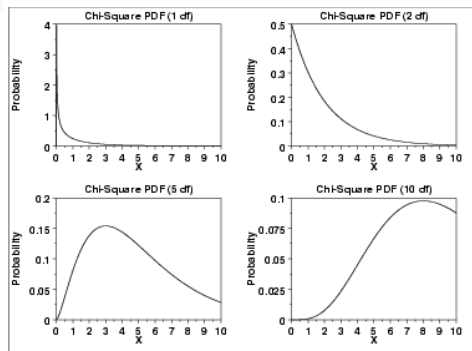 Chi-Square PDF (1 df)
4
3
2
1
0
Probability
0 1 2 3 4 5 6 7 8 9 10
X
Chi-Square PDF (2 df)
0.5
0.4
0.3
0.2
0.1
0
Probability
0 1 2 3 4 5 6 7 8 9 10
X
Chi-Square PDF (5 df)
0.2
0.15
0.1
0.05
0
Probability
0 1 2 3 4 5 6 7 8 9 10
X
Chi-Square PDF (10 df)
0.1
0.075
0.05
0.025
0
Probability
0 1 2 3 4 5 6 7 8 9 10
X